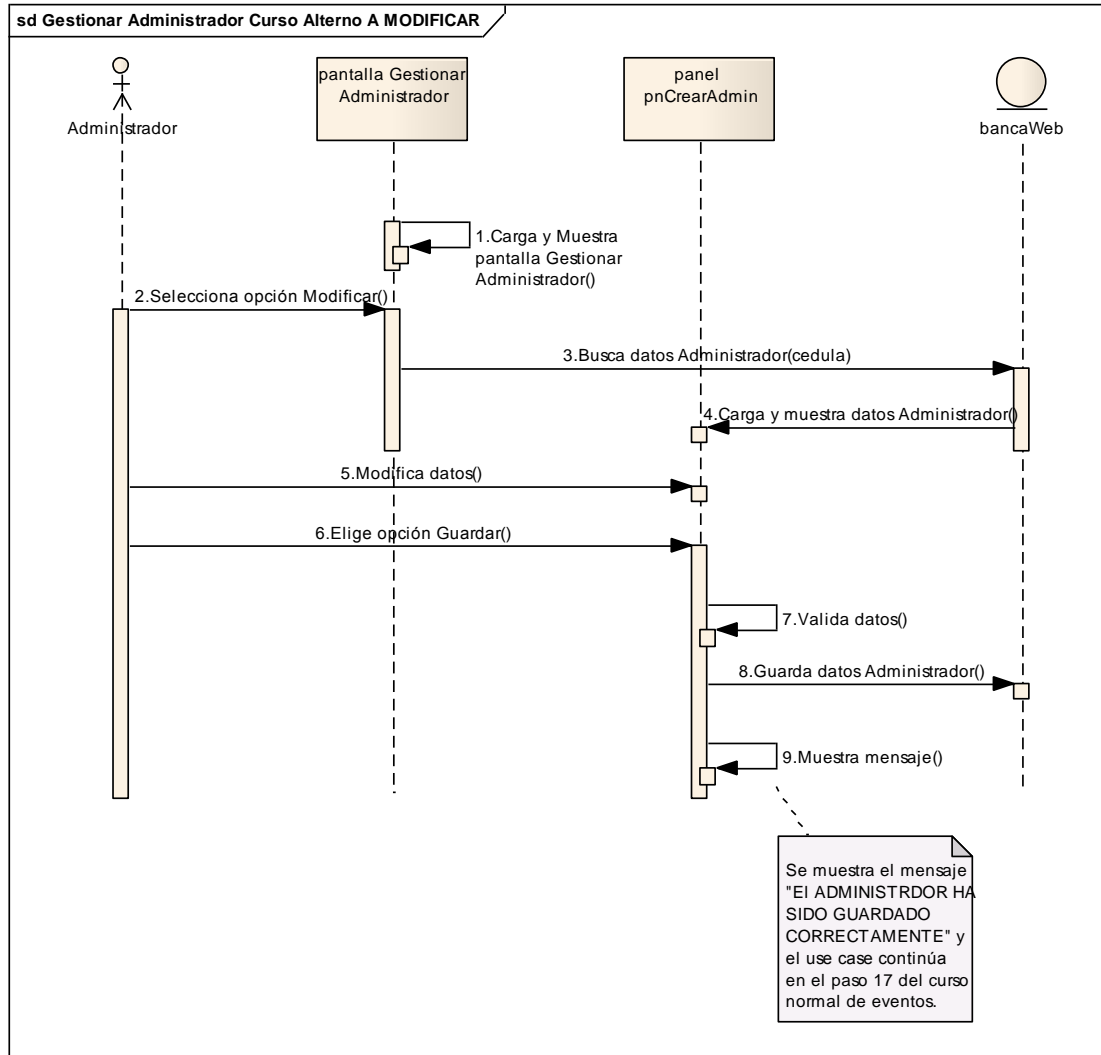 sd Gestionar Administrador Curso Alterno A MODIFICAR
Administrador
pantalla Gestionar
Administrador
panel
pnCrearAdmin
bancaWeb
1.Carga y Muestra
pantalla Gestionar
Administrador()
2.Selecciona opción Modificar()
3.Busca datos Administrador(cedula)
4.Carga y muestra datos Administrador()
5.Modifica datos()
6.Elige opción Guardar()
7.Valida datos()
8.Guarda datos Administrador()
9.Muestra mensaje()
Se muestra el mensaje
"El ADMINISTRDOR HA
SIDO GUARDADO
CORRECTAMENTE" y
el use case continúa
en el paso 17 del curso
normal de eventos.